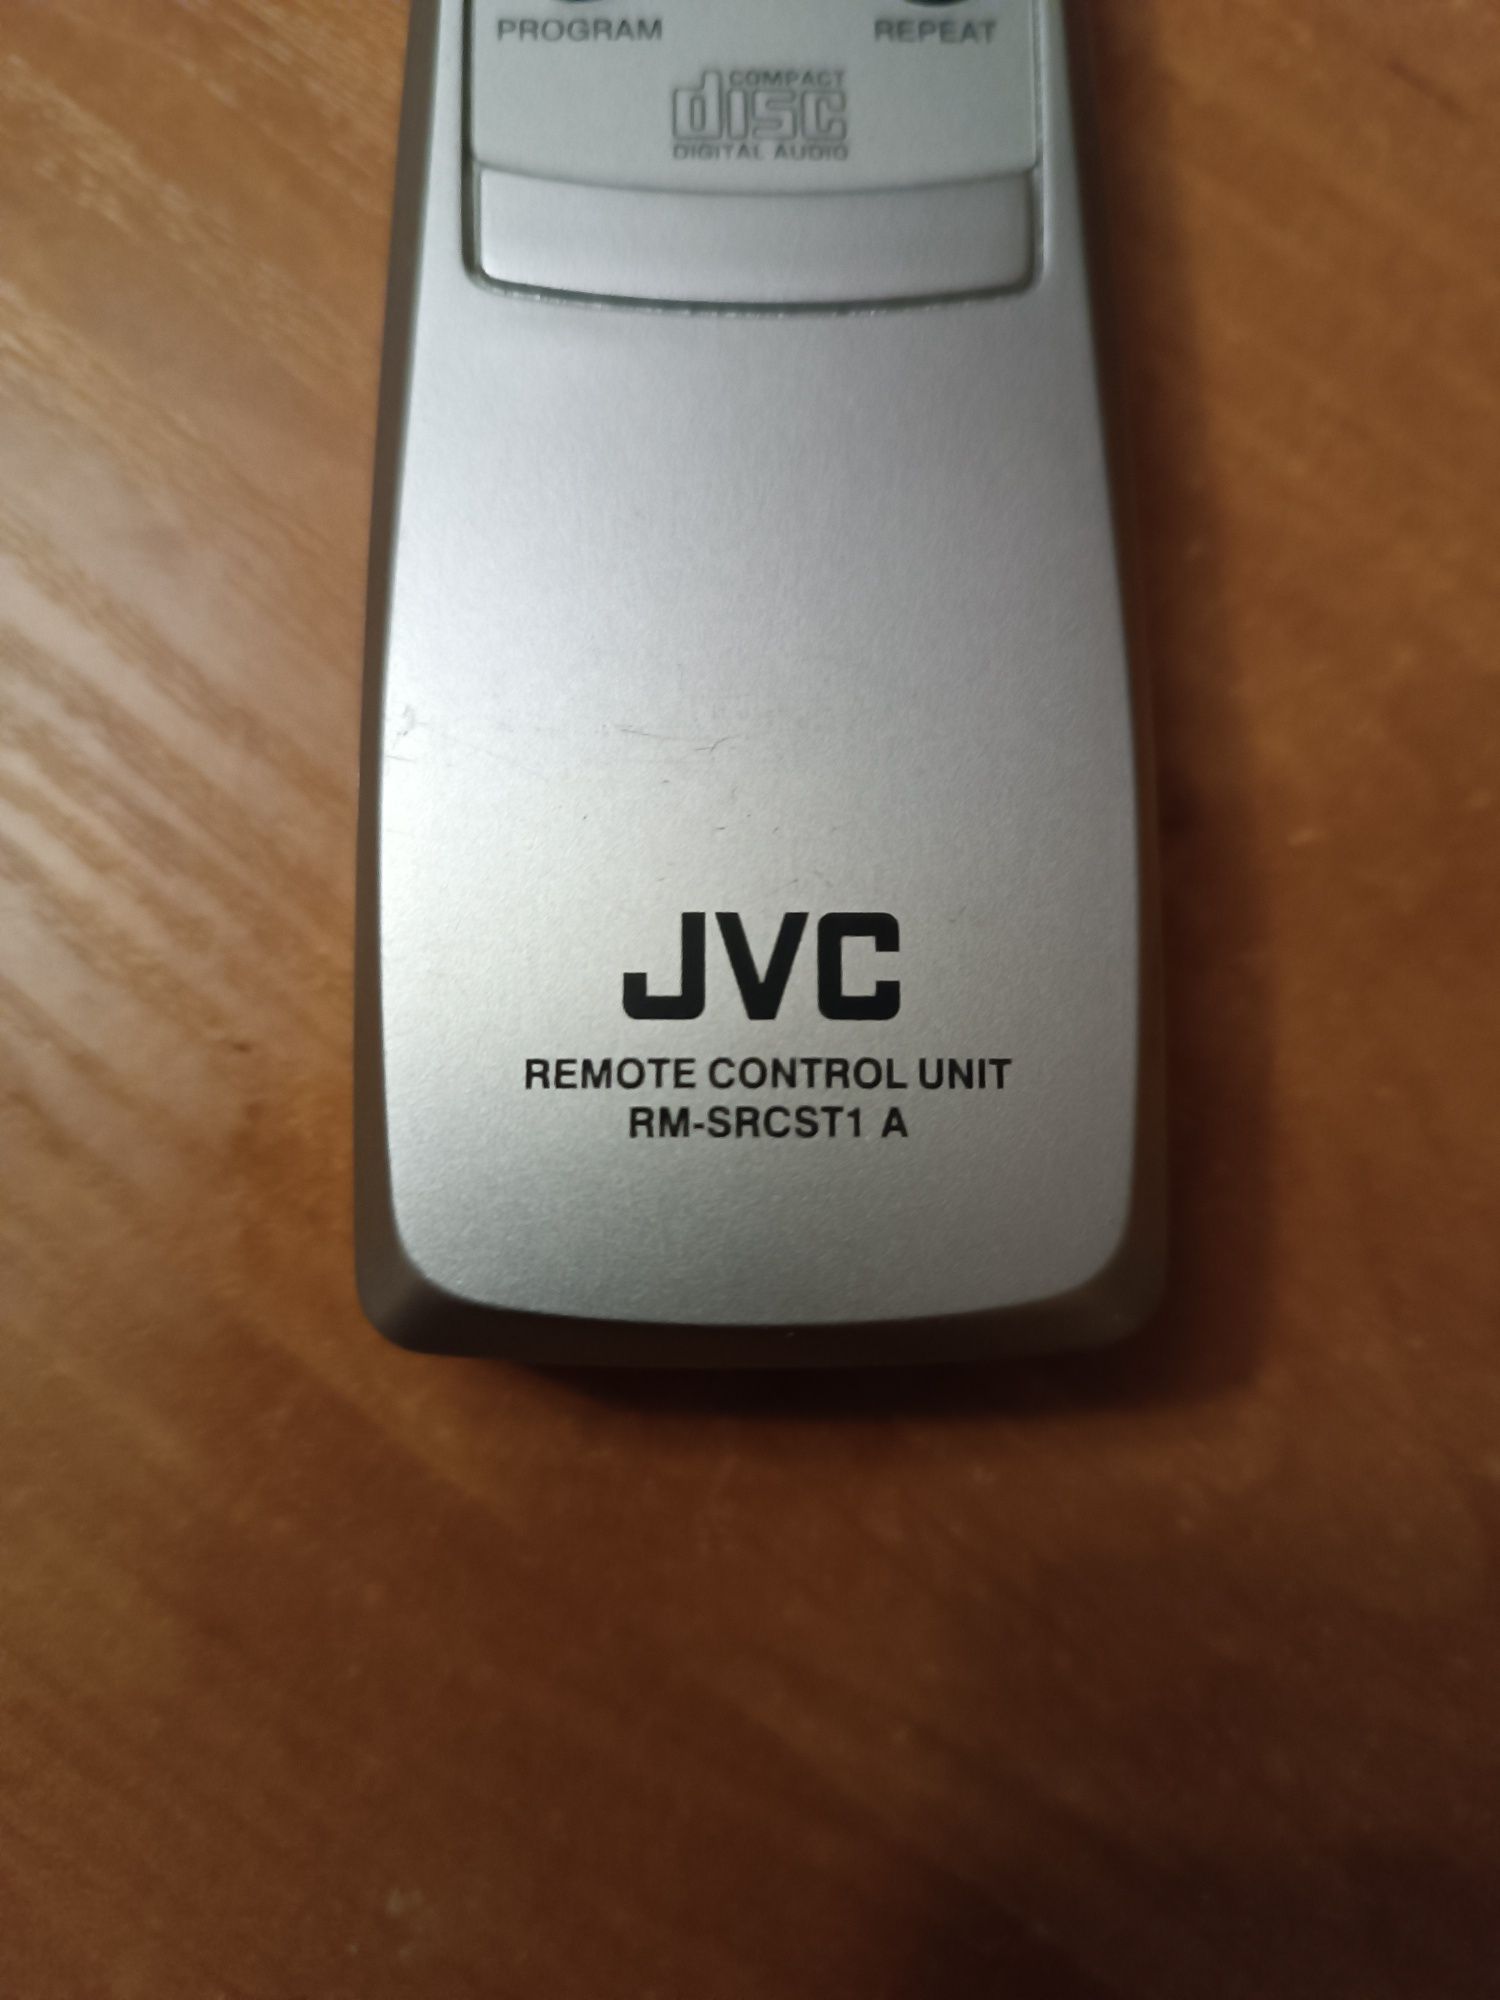 PROGRAM REPEAT
COMPACT
disc
DIGITAL AUDIO
JVC
REMOTE CONTROL UNIT
RM-SRCST1 A